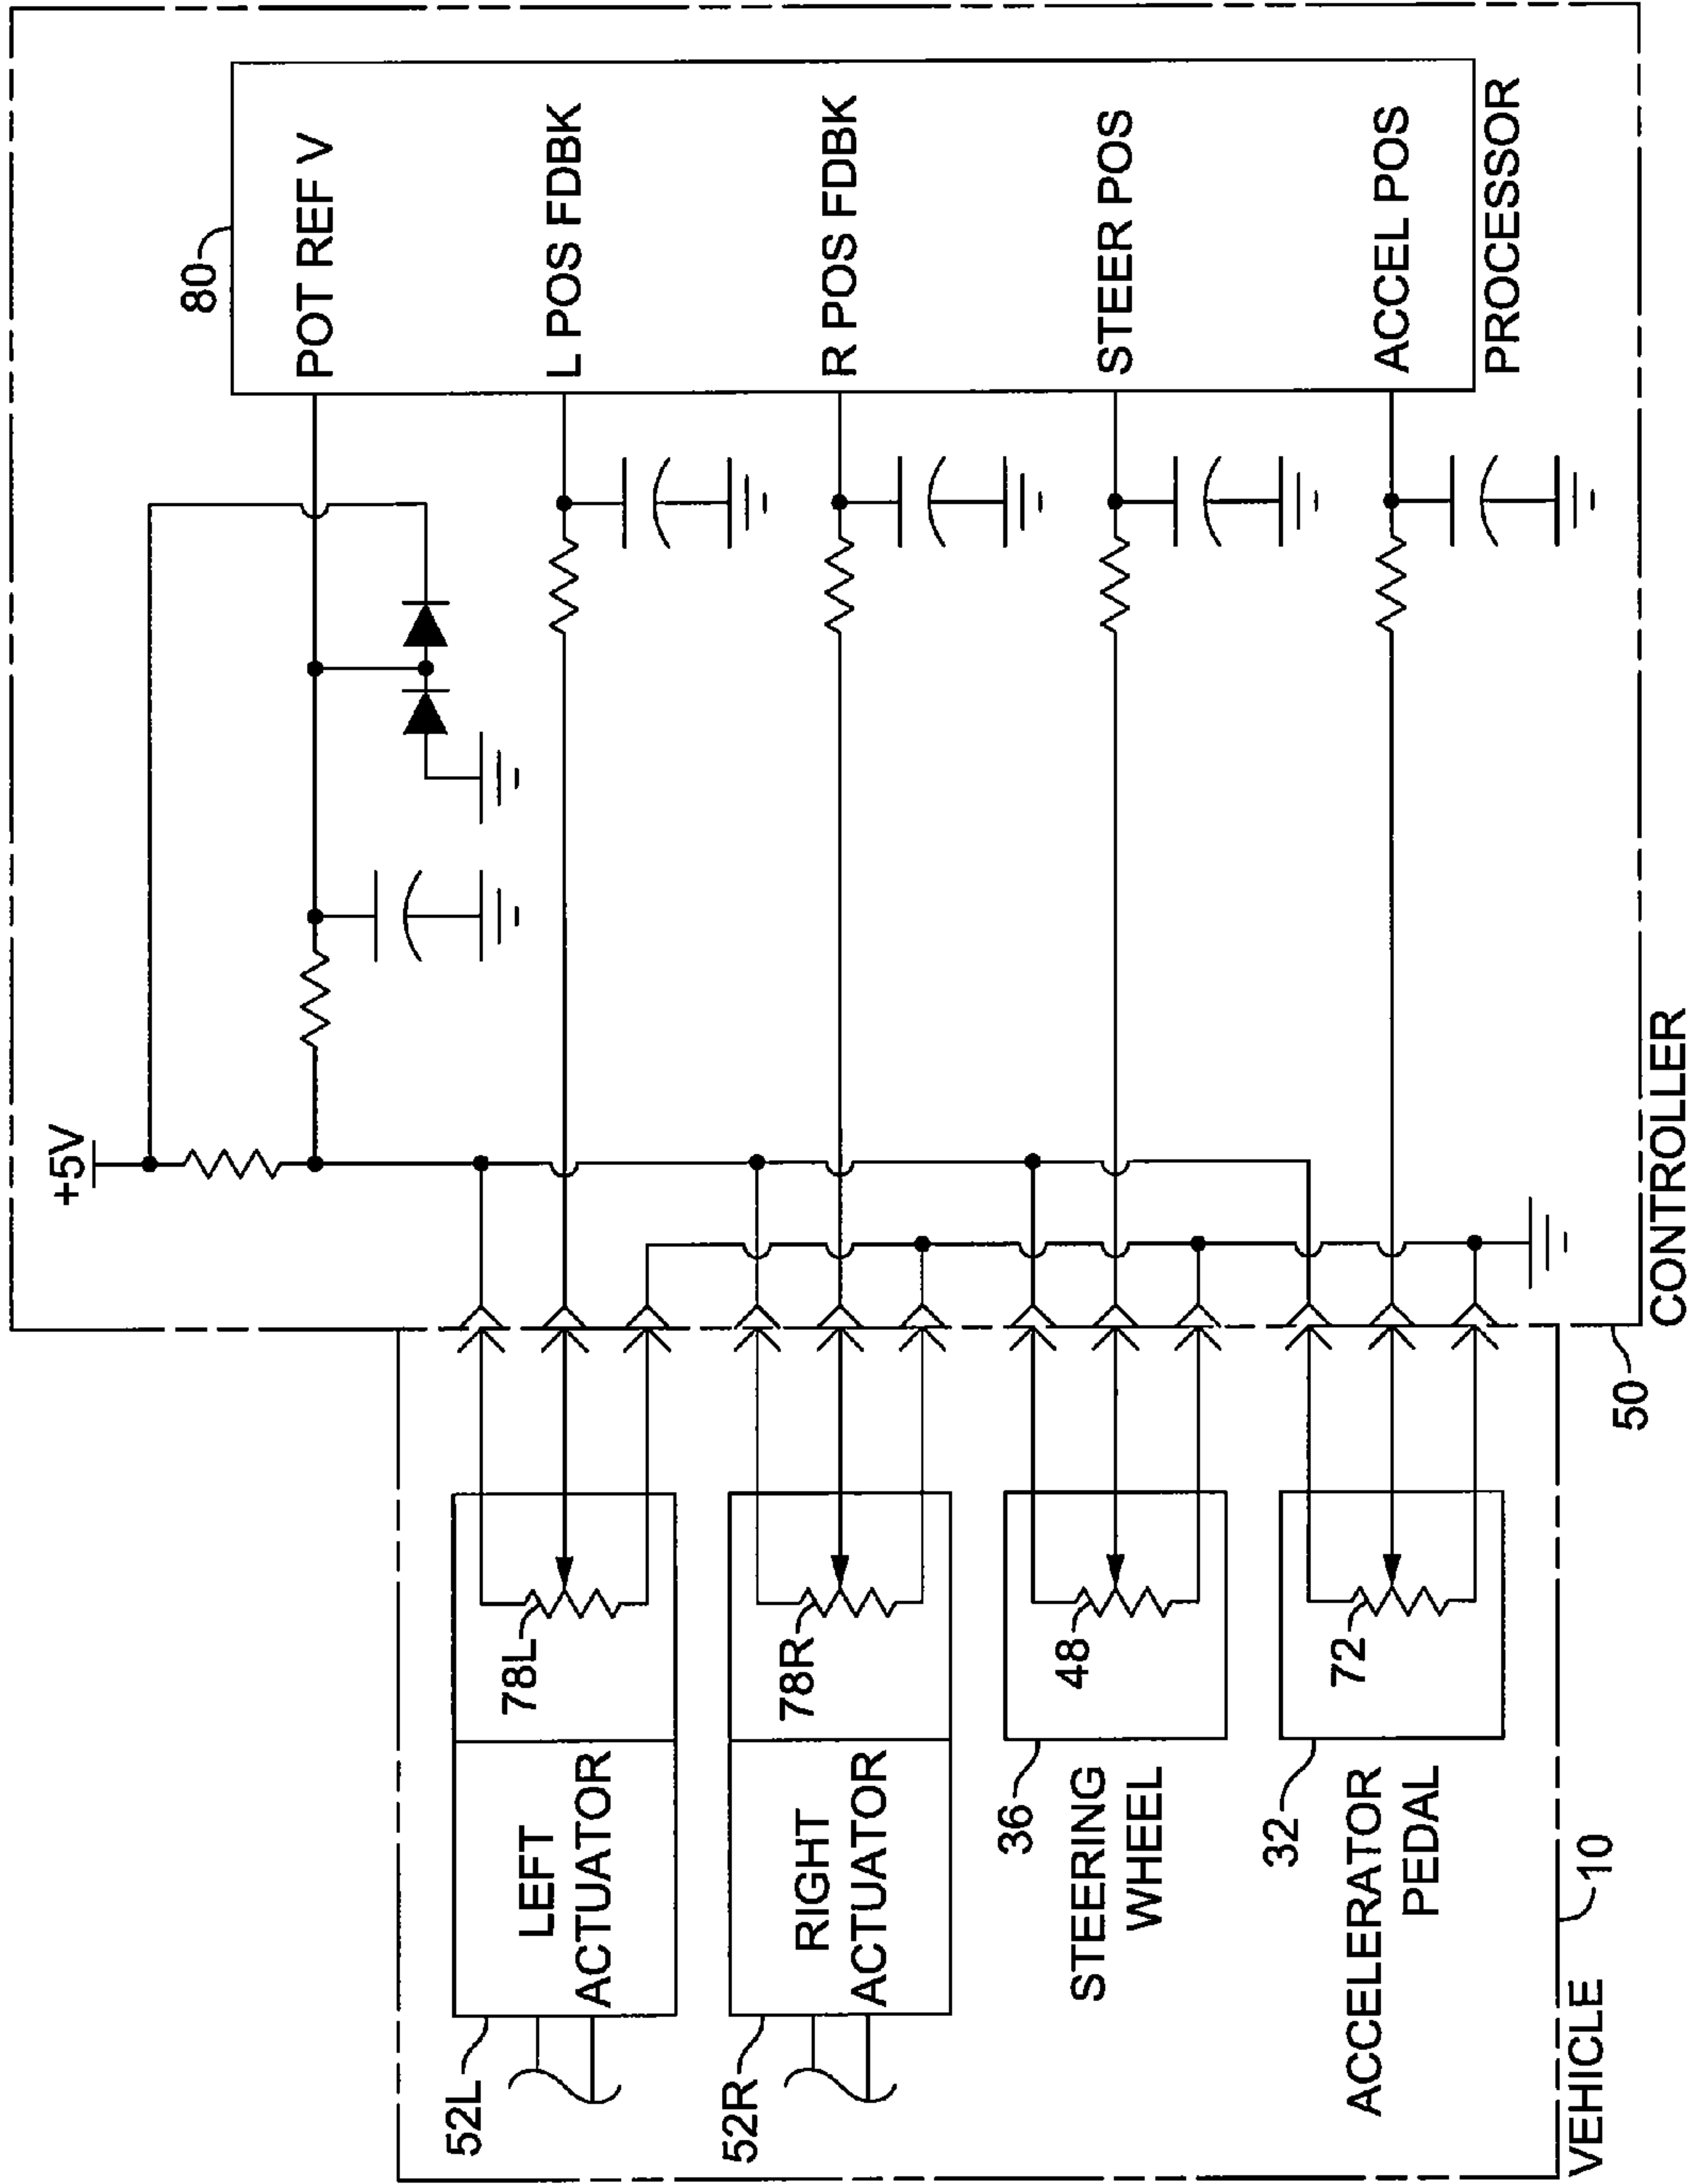 52L
LEFT
ACTUATOR
78L
52R
RIGHT
ACTUATOR
78R
36
STEERING
WHEEL
48
32
ACCELERATOR
PEDAL
72
VEHICLE
10
+5V
80
POT REF V
L POS FDBK
R POS FDBK
STEER POS
ACCEL POS
PROCESSOR
50
CONTROLLER